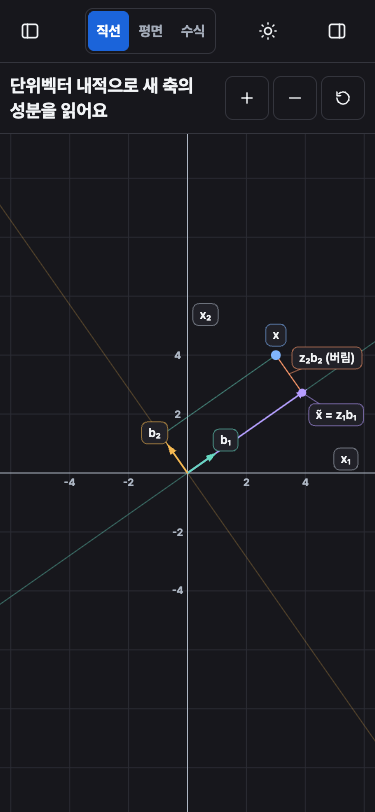 직선 평면 수식
단위벡터 내적으로 새 축의
성분을 읽어요
x₂
x
4
z₂b₂ (버림)
2
x̃ = z₁b₁
b₂
b₁
x₁
-4 -2 2 4
-2
-4